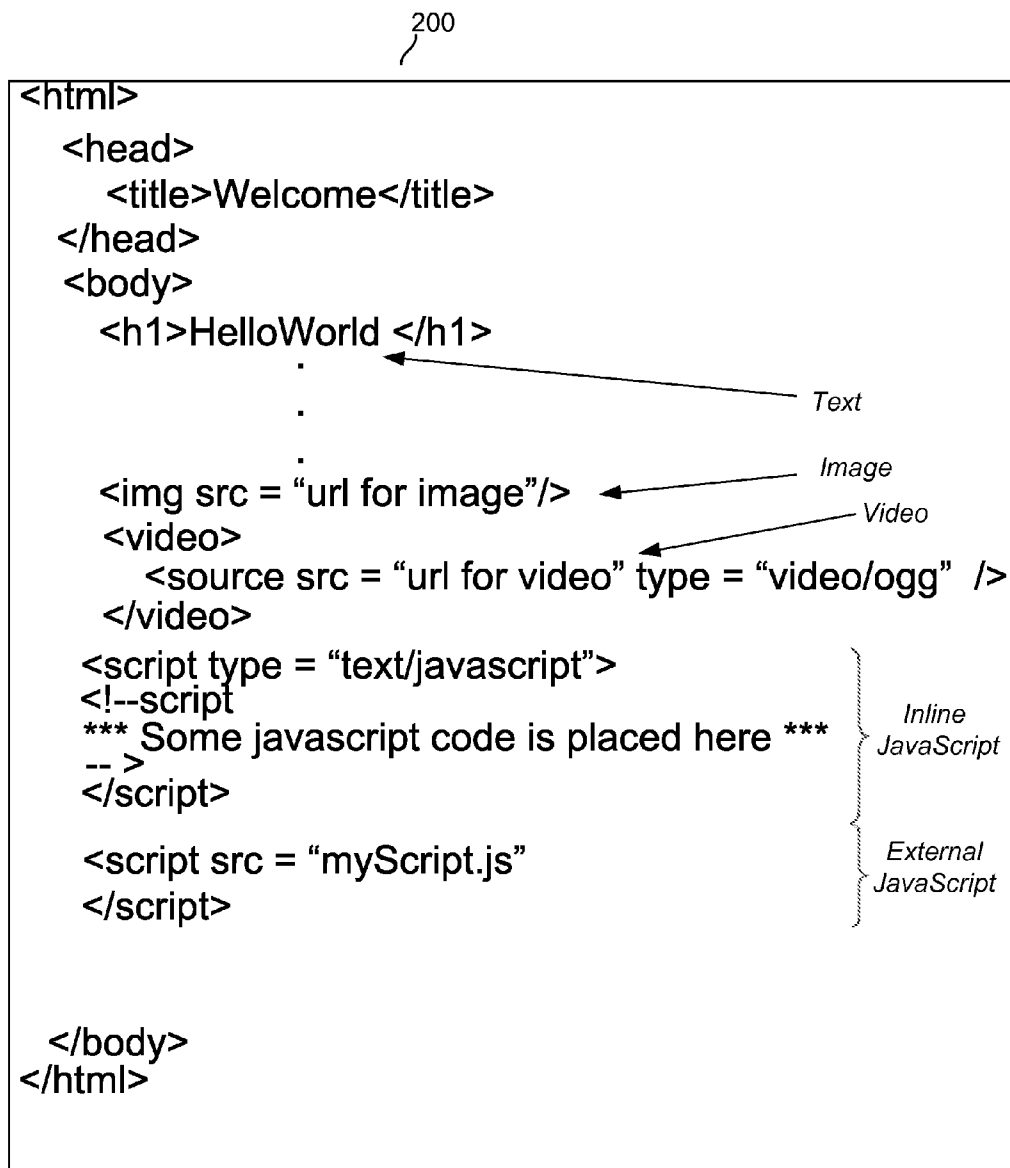 200
<html>
<head>
<title>Welcome</title>
</head>
<body>
<h1>HelloWorld </h1>
.
.
.
Text
Image
<img src = “url for image”/>
Video
<video>
<source src = “url for video” type = “video/ogg” />
</video>
<script type = “text/javascript”>
<!--script
*** Some javascript code is placed here ***
-- >
</script>
Inline
JavaScript
<script src = “myScript.js”
</script>
External
JavaScript
</body>
</html>